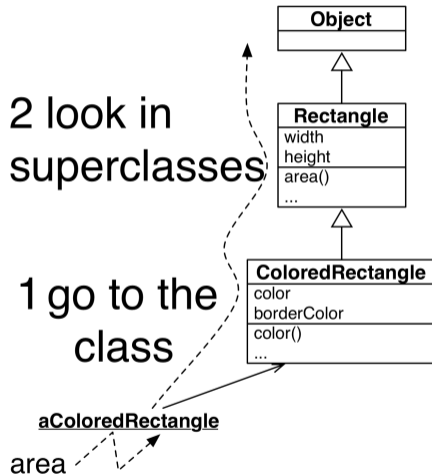 Object
2 look in
superclasses
Rectangle
width
height
area()
...
1 go to the
class
ColoredRectangle
color
borderColor
color()
...
aColoredRectangle
area